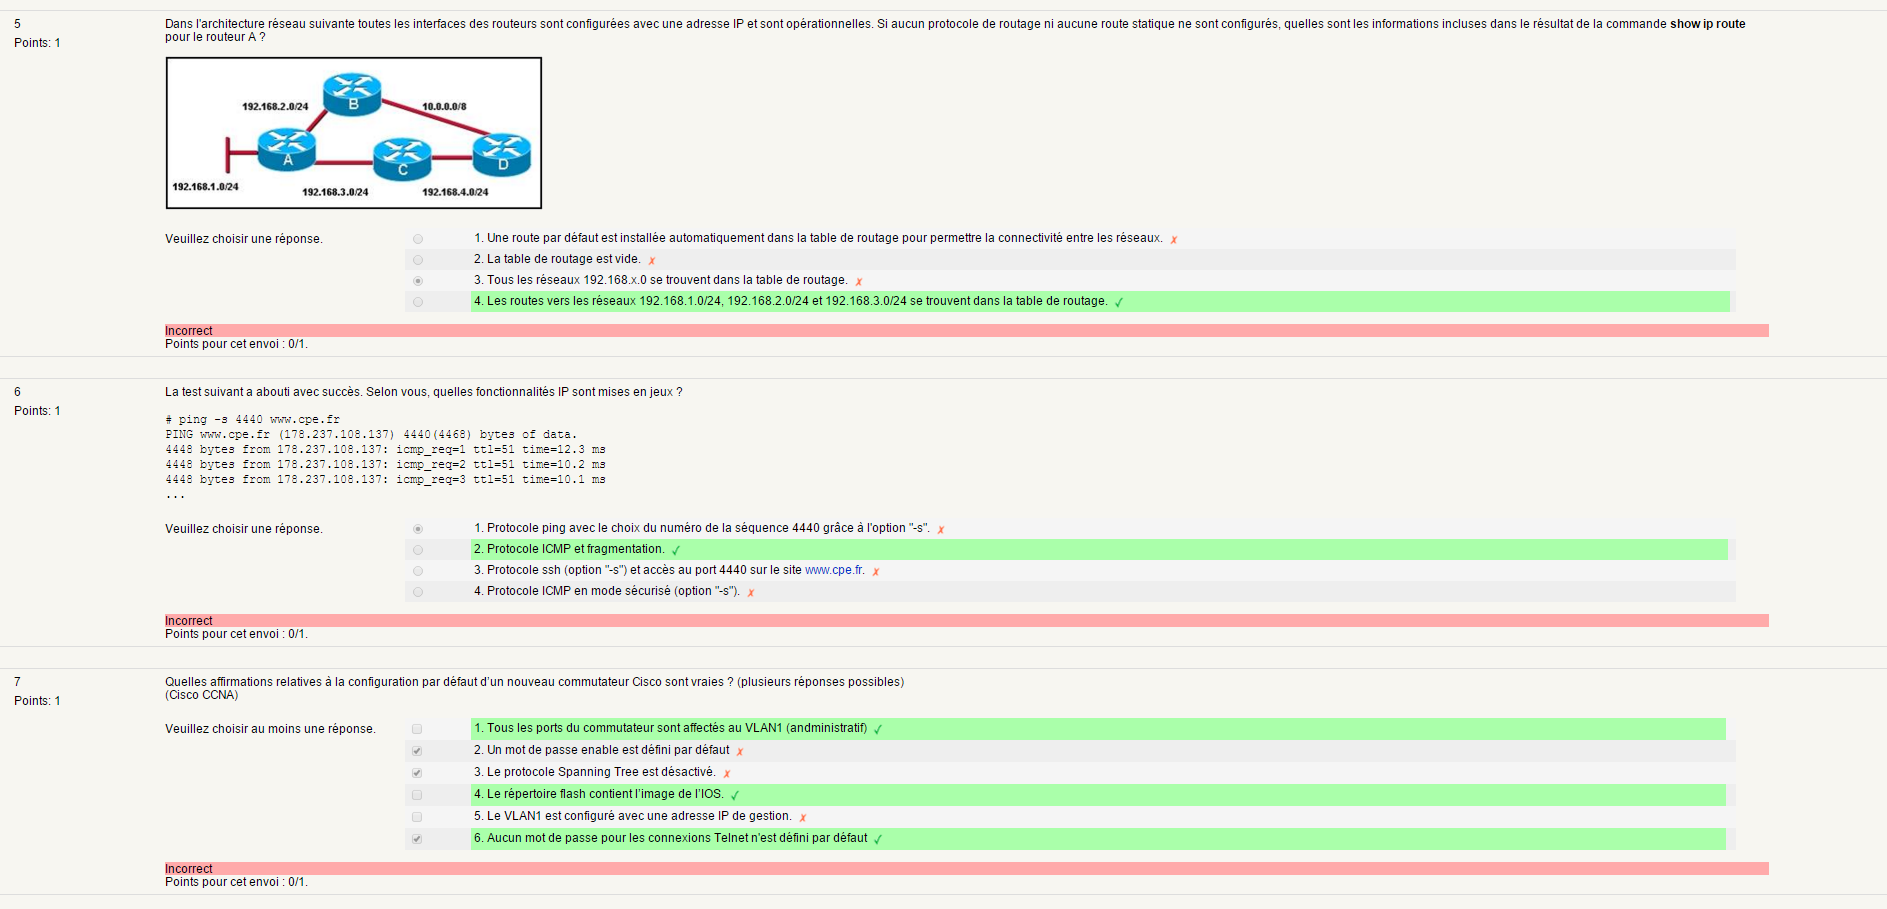 5
Points: 1
Dans l'architecture réseau suivante toutes les interfaces des routeurs sont configurées avec une adresse IP et sont opérationnelles. Si aucun protocole de routage ni aucune route statique ne sont configurés, quelles sont les informations incluses dans le résultat de la commande show ip route
pour le routeur A ?
192.168.2.0/24
B
10.0.0.0/8
A
C
D
192.168.1.0/24
192.168.3.0/24
192.168.4.0/24
Veuillez choisir une réponse.
1. Une route par défaut est installée automatiquement dans la table de routage pour permettre la connectivité entre les réseaux. ✗
2. La table de routage est vide. ✗
3. Tous les réseaux 192.168.x.0 se trouvent dans la table de routage. ✗
4. Les routes vers les réseaux 192.168.1.0/24, 192.168.2.0/24 et 192.168.3.0/24 se trouvent dans la table de routage. ✓
Incorrect
Points pour cet envoi : 0/1.
6
Points: 1
La test suivant a abouti avec succès. Selon vous, quelles fonctionnalités IP sont mises en jeux ?
# ping -s 4440 www.cpe.fr
PING www.cpe.fr (178.237.108.137) 4440(4468) bytes of data.
4448 bytes from 178.237.108.137: icmp_req=1 ttl=51 time=12.3 ms
4448 bytes from 178.237.108.137: icmp_req=2 ttl=51 time=10.2 ms
4448 bytes from 178.237.108.137: icmp_req=3 ttl=51 time=10.1 ms
...
Veuillez choisir une réponse.
1. Protocole ping avec le choix du numéro de la séquence 4440 grâce à l'option "-s". ✗
2. Protocole ICMP et fragmentation. ✓
3. Protocole ssh (option "-s") et accès au port 4440 sur le site www.cpe.fr. ✗
4. Protocole ICMP en mode sécurisé (option "-s"). ✗
Incorrect
Points pour cet envoi : 0/1.
7
Points: 1
Quelles affirmations relatives à la configuration par défaut d'un nouveau commutateur Cisco sont vraies ? (plusieurs réponses possibles)
(Cisco CCNA)
Veuillez choisir au moins une réponse.
1. Tous les ports du commutateur sont affectés au VLAN1 (andministratif) ✓
2. Un mot de passe enable est défini par défaut ✗
3. Le protocole Spanning Tree est désactivé. ✗
4. Le répertoire flash contient l'image de l'IOS. ✓
5. Le VLAN1 est configuré avec une adresse IP de gestion. ✗
6. Aucun mot de passe pour les connexions Telnet n'est défini par défaut ✓
Incorrect
Points pour cet envoi : 0/1.